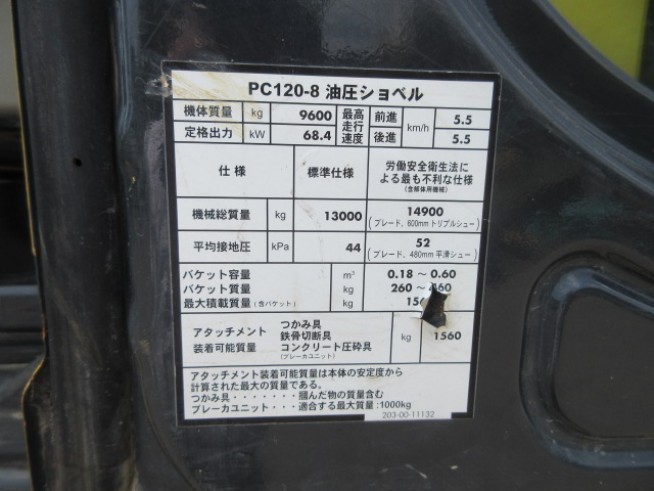 PC120-8 油圧ショベル
機体質量 kg 9600 最高走行速度 前進 km/h 5.5
定格出力 kW 68.4 後進 5.5
仕様 標準仕様 労働安全衛生法による最も不利な仕様
(含解体用機械)
機械総質量 kg 13000 14900
(ブレード、600mm トリプルシュー)
平均接地圧 kPa 44 52
(ブレード、480mm 平滑シュー)
バケット容量 m³ 0.18 ～ 0.60
バケット質量 kg 260 ～
最大積載質量 (含バケット) kg
アタッチメント つかみ具
鉄骨切断具 kg 1560
装着可能質量 コンクリート圧砕具
(ブレーカユニット)
アタッチメント装着可能質量は本体の安定度から
計算された最大の質量である。
つかみ具・・・・・・・掴んだ物の質量含む
ブレーカユニット・・・適合する最大質量:1000kg
203-00-11132